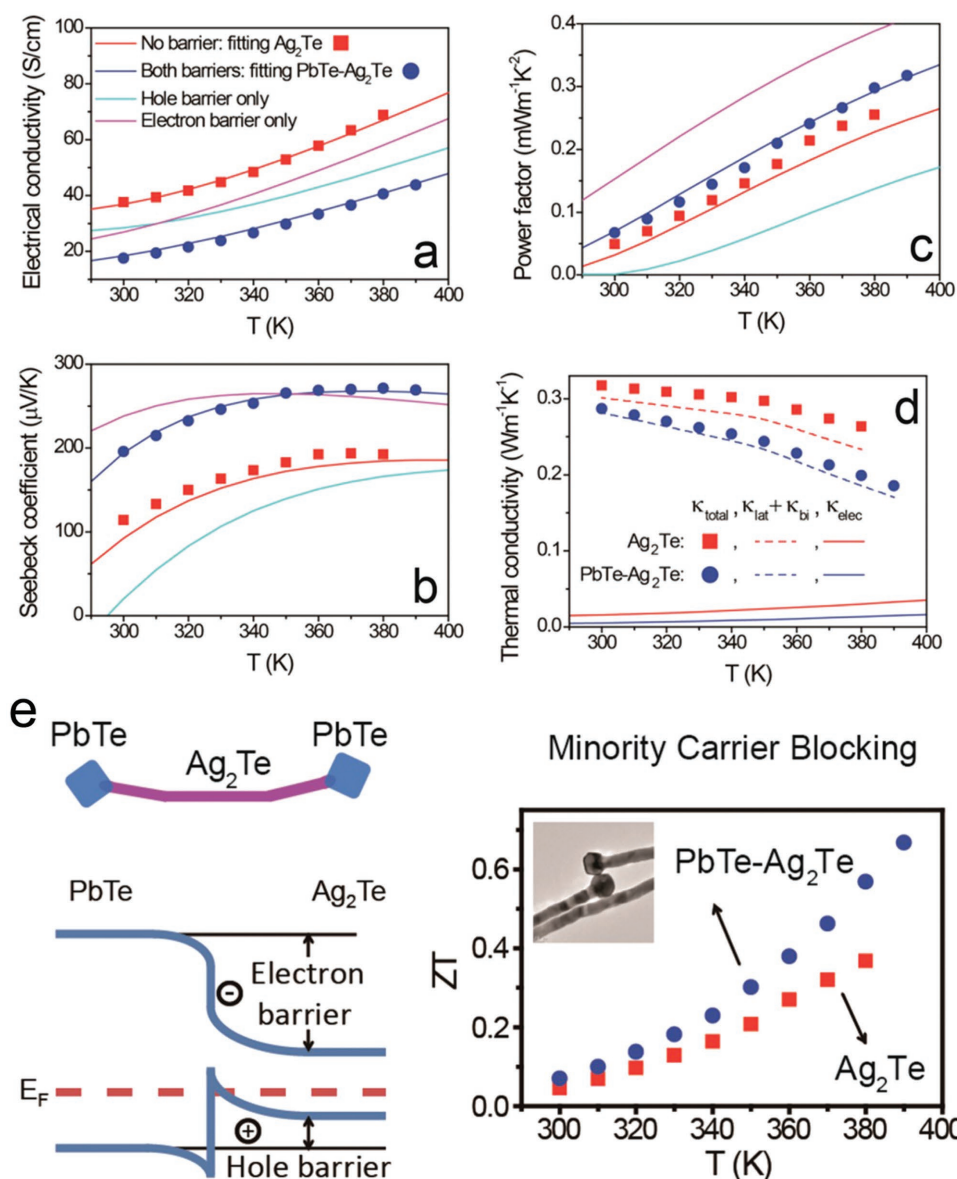 Electrical conductivity (S/cm)
100
80
60
40
20
No barrier: fitting Ag₂Te
Both barriers: fitting PbTe-Ag₂Te
Hole barrier only
Electron barrier only
a
300 320 340 360 380 400
T (K)
Power factor (mWm⁻¹K⁻²)
0.4
0.3
0.2
0.1
0.0
c
300 320 340 360 380 400
T (K)
Seebeck coefficient (μV/K)
300
200
100
0
b
300 320 340 360 380 400
T (K)
Thermal conductivity (Wm⁻¹K⁻¹)
0.3
0.2
0.1
0.0
d
κtotal , κlat+ κbi , κelec
Ag₂Te: , ,
PbTe-Ag₂Te: , ,
300 320 340 360 380 400
T (K)
e
PbTe
Ag₂Te
PbTe
PbTe Ag₂Te
Electron
barrier
-
EF
+
Hole barrier
Minority Carrier Blocking
ZT
0.6
0.4
0.2
0.0
PbTe-Ag₂Te
Ag₂Te
300 320 340 360 380 400
T (K)